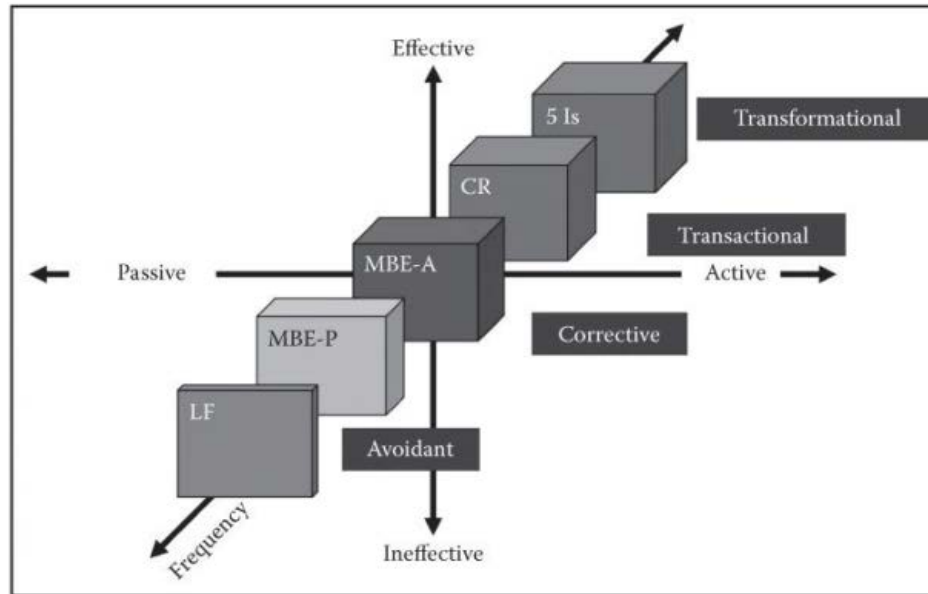 Effective
5 Is
Transformational
CR
Transactional
MBE-A
Passive
Active
MBE-P
Corrective
LF
Avoidant
Frequency
Ineffective